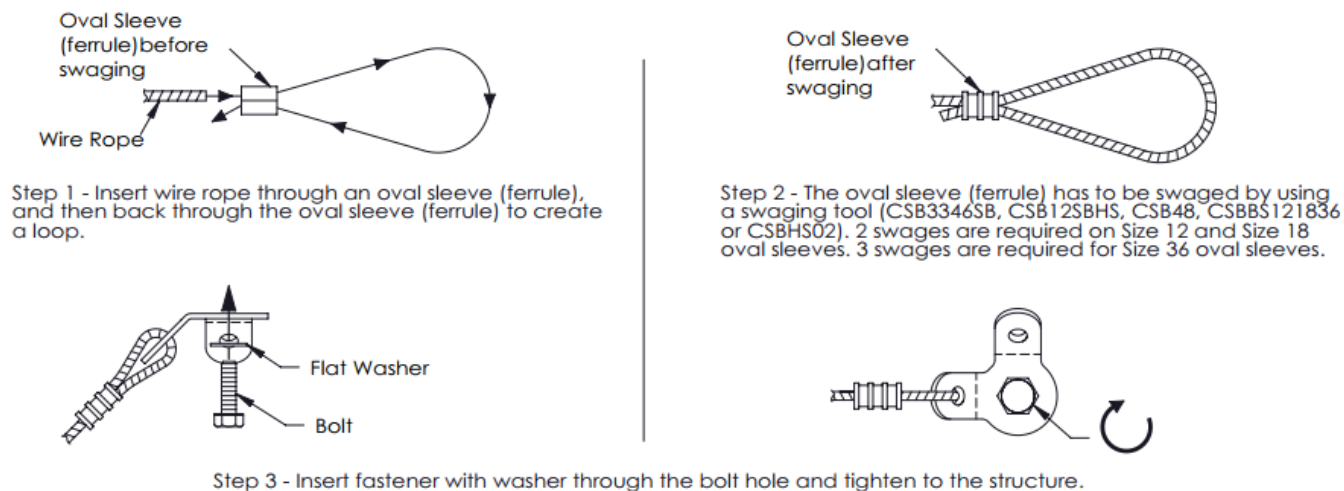 Oval Sleeve
(ferrule)before
swaging
Wire Rope
Step 1 - Insert wire rope through an oval sleeve (ferrule),
and then back through the oval sleeve (ferrule) to create
a loop.
Oval Sleeve
(ferrule)after
swaging
Step 2 - The oval sleeve (ferrule) has to be swaged by using
a swaging tool (CSB3346SB, CSB12SBHS, CSB48, CSBBS121836
or CSBHS02). 2 swages are required on Size 12 and Size 18
oval sleeves. 3 swages are required for Size 36 oval sleeves.
Flat Washer
Bolt
Step 3 - Insert fastener with washer through the bolt hole and tighten to the structure.